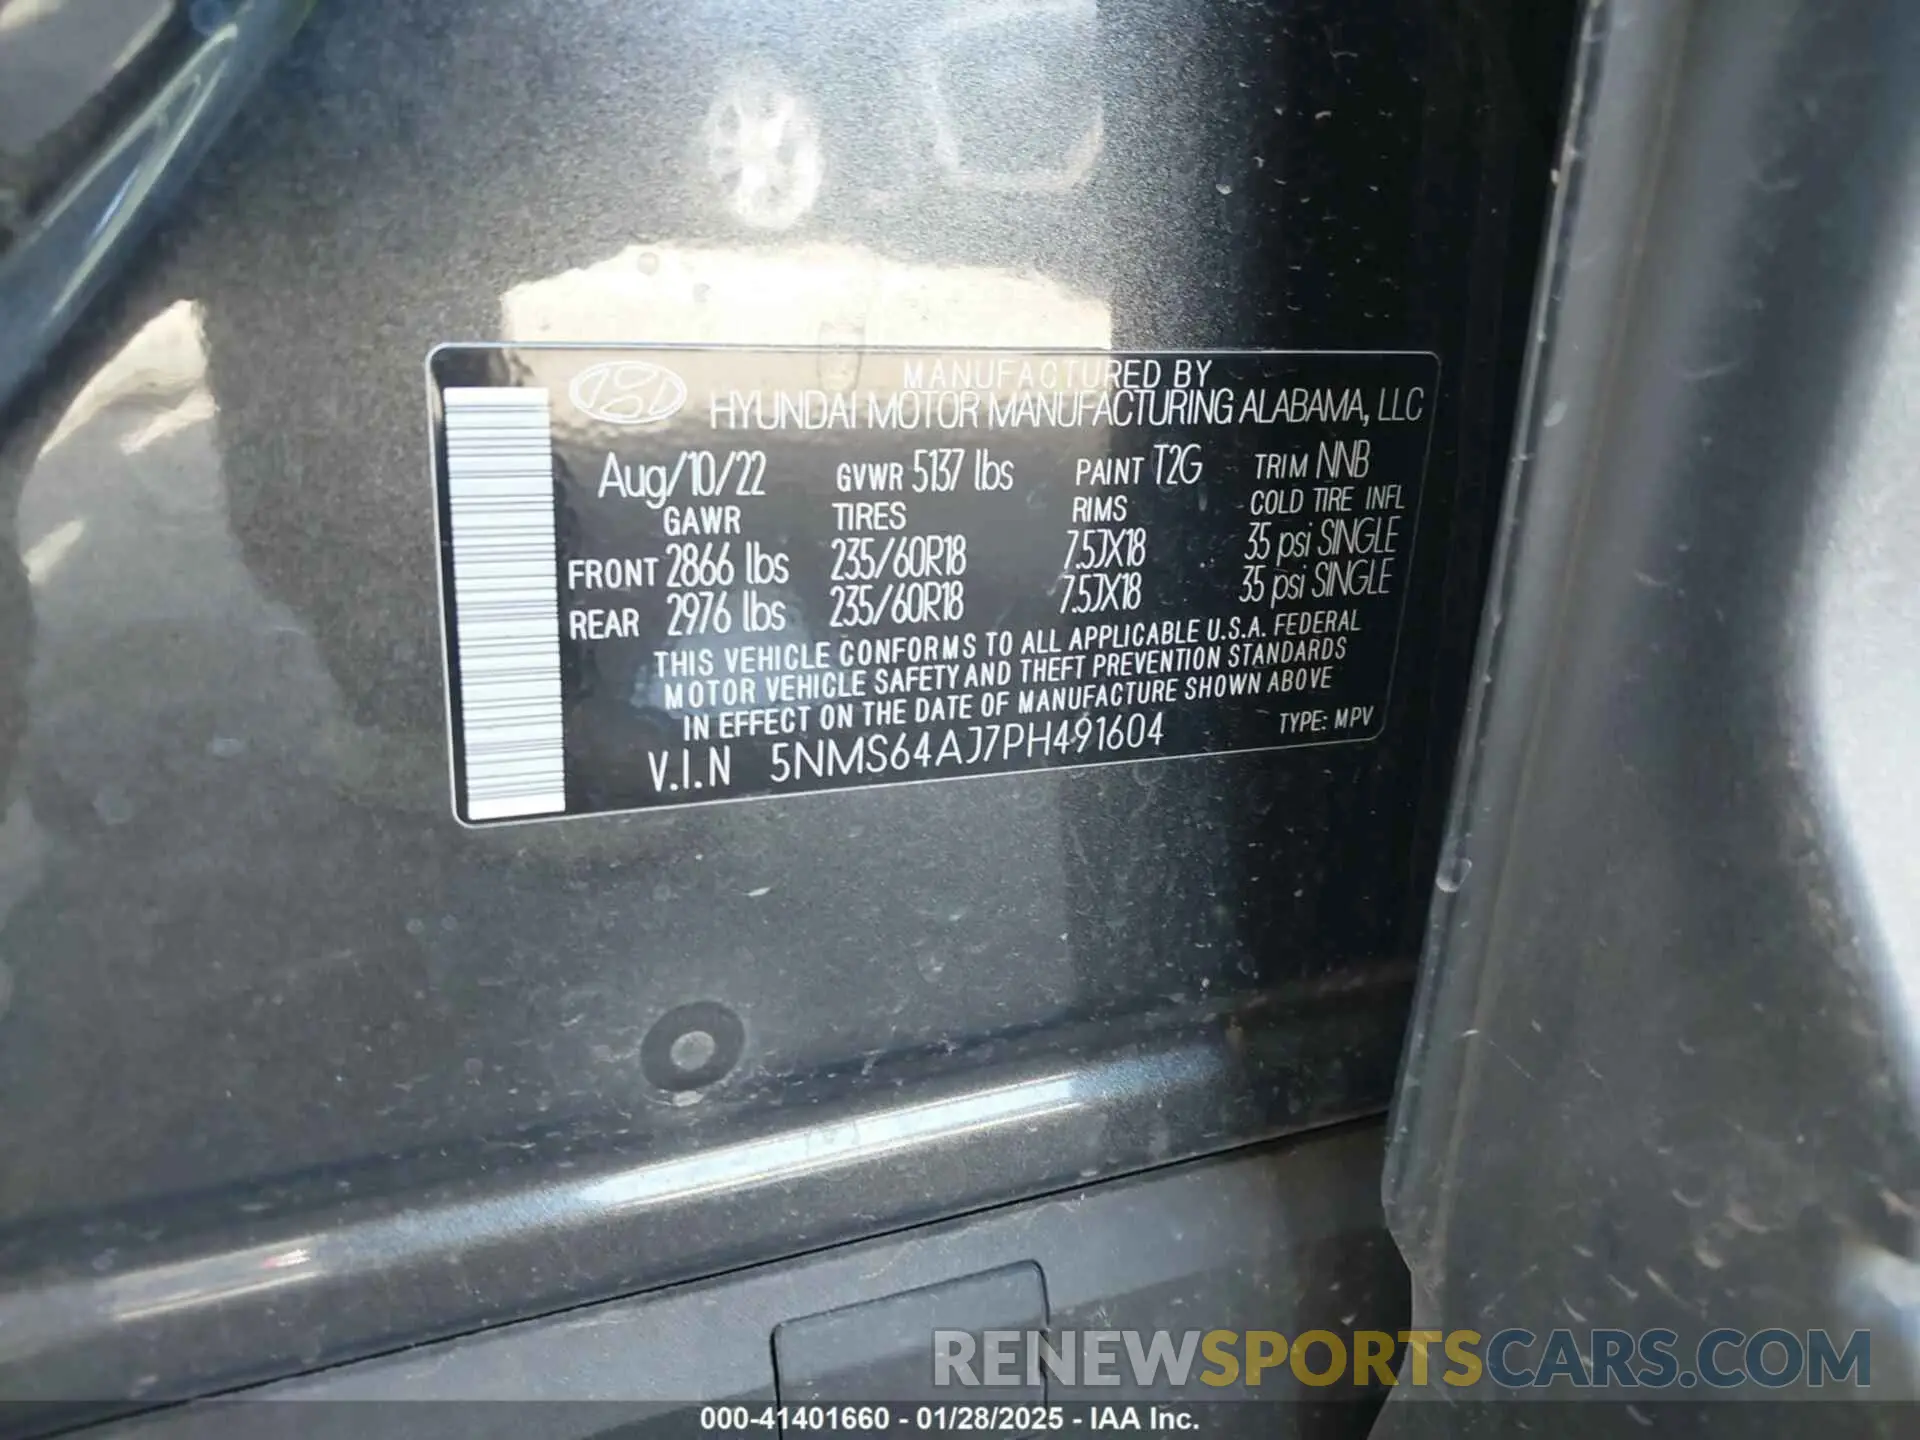 MANUFACTURED BY
HYUNDAI MOTOR MANUFACTURING ALABAMA, LLC
Aug/10/22 GVWR 5137 lbs PAINT T2G TRIM NNB
GAWR TIRES RIMS COLD TIRE INFL
FRONT 2866 lbs 235/60R18 7.5JX18 35 psi SINGLE
REAR 2976 lbs 235/60R18 7.5JX18 35 psi SINGLE
THIS VEHICLE CONFORMS TO ALL APPLICABLE U.S.A. FEDERAL
MOTOR VEHICLE SAFETY AND THEFT PREVENTION STANDARDS
IN EFFECT ON THE DATE OF MANUFACTURE SHOWN ABOVE
V.I.N 5NMS64AJ7PH491604 TYPE: MPV
RENEWSPORTSCARS.COM
000-41401660 - 01/28/2025 - IAA Inc.